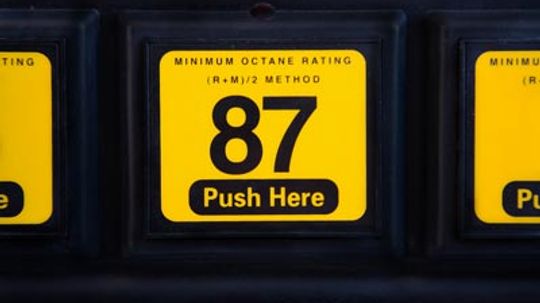 MINIMUM OCTANE RATING
(R+M)/2 METHOD
87
Push Here